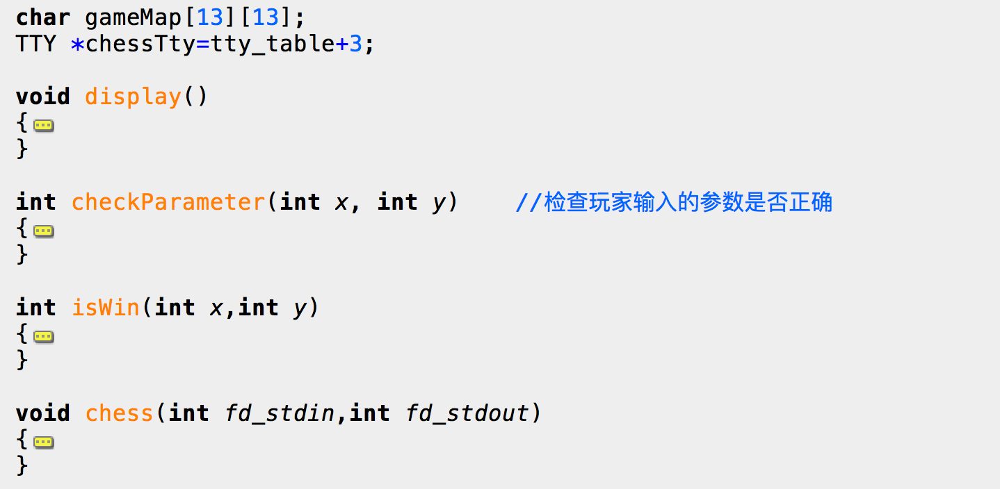 char gameMap[13][13];
TTY *chessTty=tty_table+3;
void display()
{
}
int checkParameter(int x, int y) //检查玩家输入的参数是否正确
{
}
int isWin(int x,int y)
{
}
void chess(int fd_stdin,int fd_stdout)
{
}